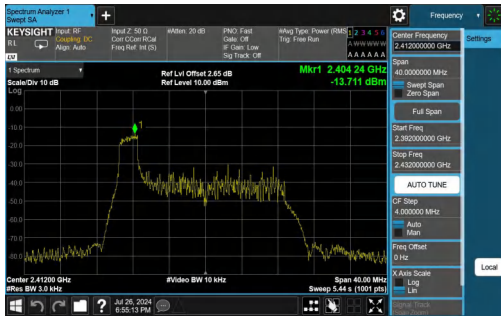 Spectrum Analyzer 1
Swept SA
Frequency
KEYSIGHT
RL
Input: RF
Coupling: DC
Align: Auto
Input Z: 50 Ω
Corr CCorr RCal
Freq Ref: Int (S)
#Atten: 20 dB
PNO: Fast
Gate: Off
IF Gain: Low
Sig Track: Off
#Avg Type: Power (RMS)
Trig: Free Run
1 2 3 4 5 6
A W W W W W
A A A A A A
LM
1 Spectrum
Scale/Div 10 dB
Log
Ref Lvl Offset 2.65 dB
Ref Level 10.00 dBm
Mkr1 2.404 24 GHz
-13.711 dBm
1
0.00
-10.0
-20.0
-30.0
-40.0
-50.0
-60.0
-70.0
-80.0
Center 2.41200 GHz
#Res BW 3.0 kHz
#Video BW 10 kHz
Span 40.00 MHz
Sweep 5.44 s (1001 pts)
Jul 26, 2024
6:55:13 PM
?
Center Frequency
2.412000000 GHz
Span
40.0000000 MHz
Swept Span
Zero Span
Full Span
Start Freq
2.392000000 GHz
Stop Freq
2.432000000 GHz
AUTO TUNE
CF Step
4.000000 MHz
Auto
Man
Freq Offset
0 Hz
X Axis Scale
Log
Lin
Signal Track
Settings
Local